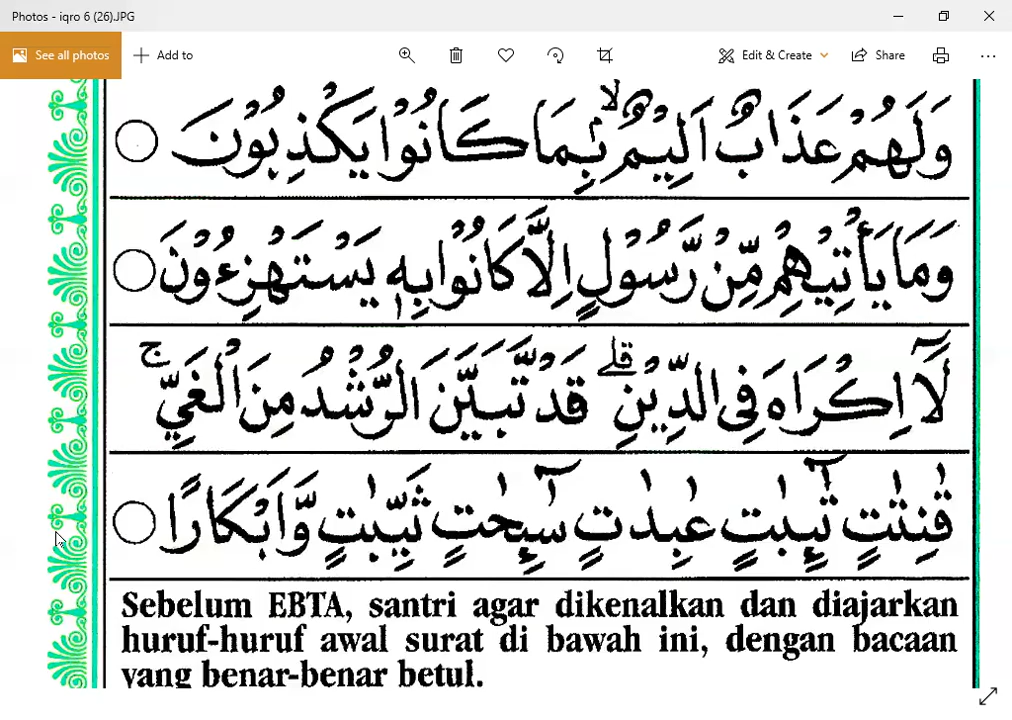 Photos - iqro 6 (26).JPG
See all photos
Add to
Edit & Create
Share
وَلَهُمْ عَذَابٌ اَلِيْمٌ ۙ بِمَا كَانُوْا يَكْذِبُوْنَ
وَمَا يَأْتِيْهِمْ مِّنْ رَّسُوْلٍ اِلَّا كَانُوْا بِهٖ يَسْتَهْزِءُوْنَ
لَآ اِكْرَاهَ فِى الدِّيْنِ ۗ قَدْ تَّبَيَّنَ الرُّشْدُ مِنَ الْغَيِّ ۚ
قٰنِتٰتٍ تٰۤىِٕبٰتٍ عٰبِدٰتٍ سٰۤىِٕحٰتٍ ثَيِّبٰتٍ وَّاَبْكَارًا
Sebelum EBTA, santri agar dikenalkan dan diajarkan
huruf-huruf awal surat di bawah ini, dengan bacaan
yang benar-benar betul.